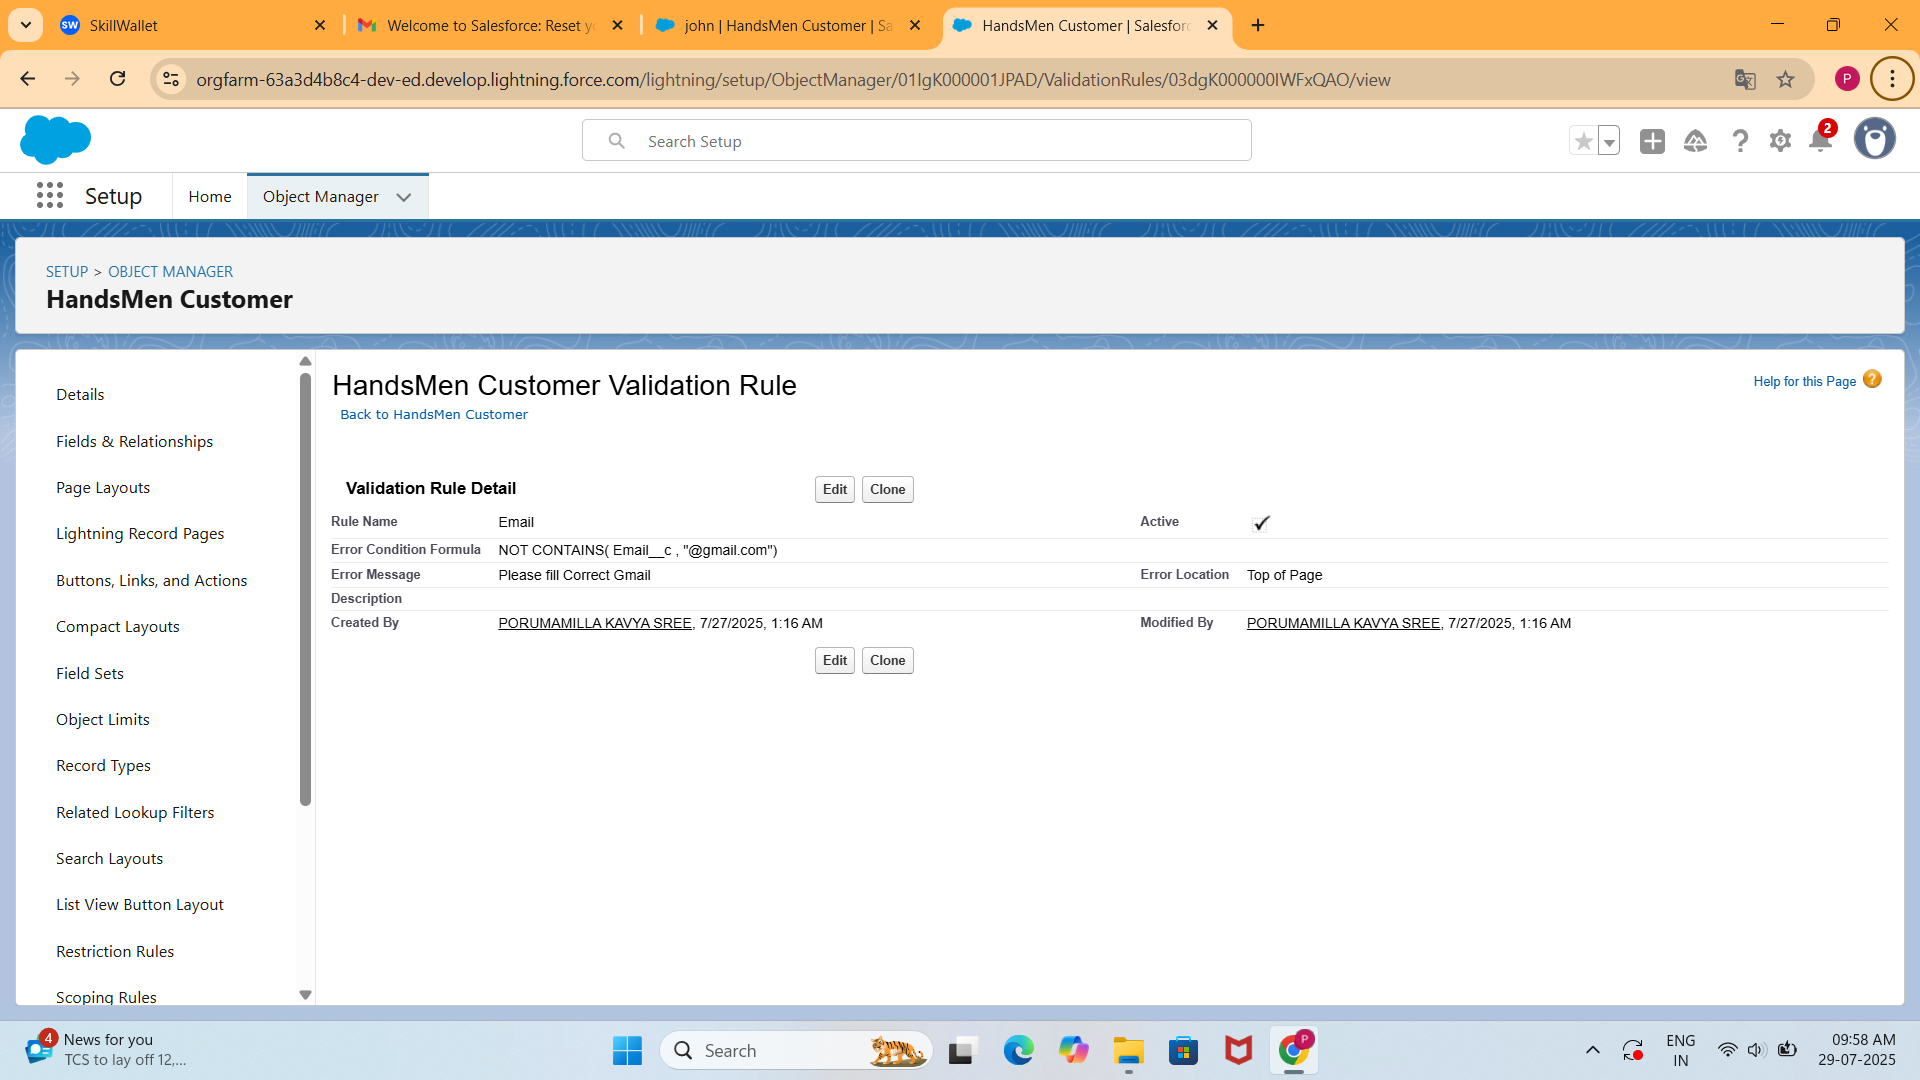 SkillWallet
Welcome to Salesforce: Reset yo
john | HandsMen Customer | Sa
HandsMen Customer | Salesforc
orgfarm-63a3d4b8c4-dev-ed.develop.lightning.force.com/lightning/setup/ObjectManager/01IgK000001JPAD/ValidationRules/03dgK000000IWFxQAO/view
P
Search Setup
2
Setup
Home
Object Manager
SETUP > OBJECT MANAGER
HandsMen Customer
Details
Fields & Relationships
Page Layouts
Lightning Record Pages
Buttons, Links, and Actions
Compact Layouts
Field Sets
Object Limits
Record Types
Related Lookup Filters
Search Layouts
List View Button Layout
Restriction Rules
Scoping Rules
HandsMen Customer Validation Rule
Help for this Page
Back to HandsMen Customer
Validation Rule Detail
Edit Clone
Rule Name Email Active
Error Condition Formula NOT CONTAINS( Email__c , "@gmail.com")
Error Message Please fill Correct Gmail Error Location Top of Page
Description
Created By PORUMAMILLA KAVYA SREE, 7/27/2025, 1:16 AM Modified By PORUMAMILLA KAVYA SREE, 7/27/2025, 1:16 AM
Edit Clone
4
News for you
TCS to lay off 12,...
Search
P
ENG
IN
09:58 AM
29-07-2025